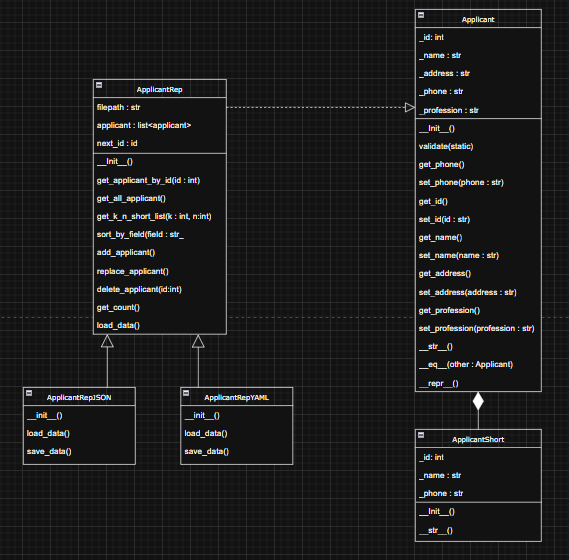 ApplicantRep
filepath : str
applicant : list<applicant>
next_id : id
__Init__()
get_applicant_by_id(id : int)
get_all_applicant()
get_k_n_short_list(k : int, n:int)
sort_by_field(field : str_
add_applicant()
replace_applicant()
delete_applicant(id:int)
get_count()
load_data()
ApplicantRepJSON
__init__()
load_data()
save_data()
ApplicantRepYAML
__init__()
load_data()
save_data()
Applicant
_id: int
_name : str
_address : str
_phone : str
_profession : str
__Init__()
validate(static)
get_phone()
set_phone(phone : str)
get_id()
set_id(id : str)
get_name()
set_name(name : str)
get_address()
set_address(address : str)
get_profession()
set_profession(profession : str)
__str__()
__eq__(other : Applicant)
__repr__()
ApplicantShort
_id: int
_name : str
_phone : str
__Init__()
__str__()